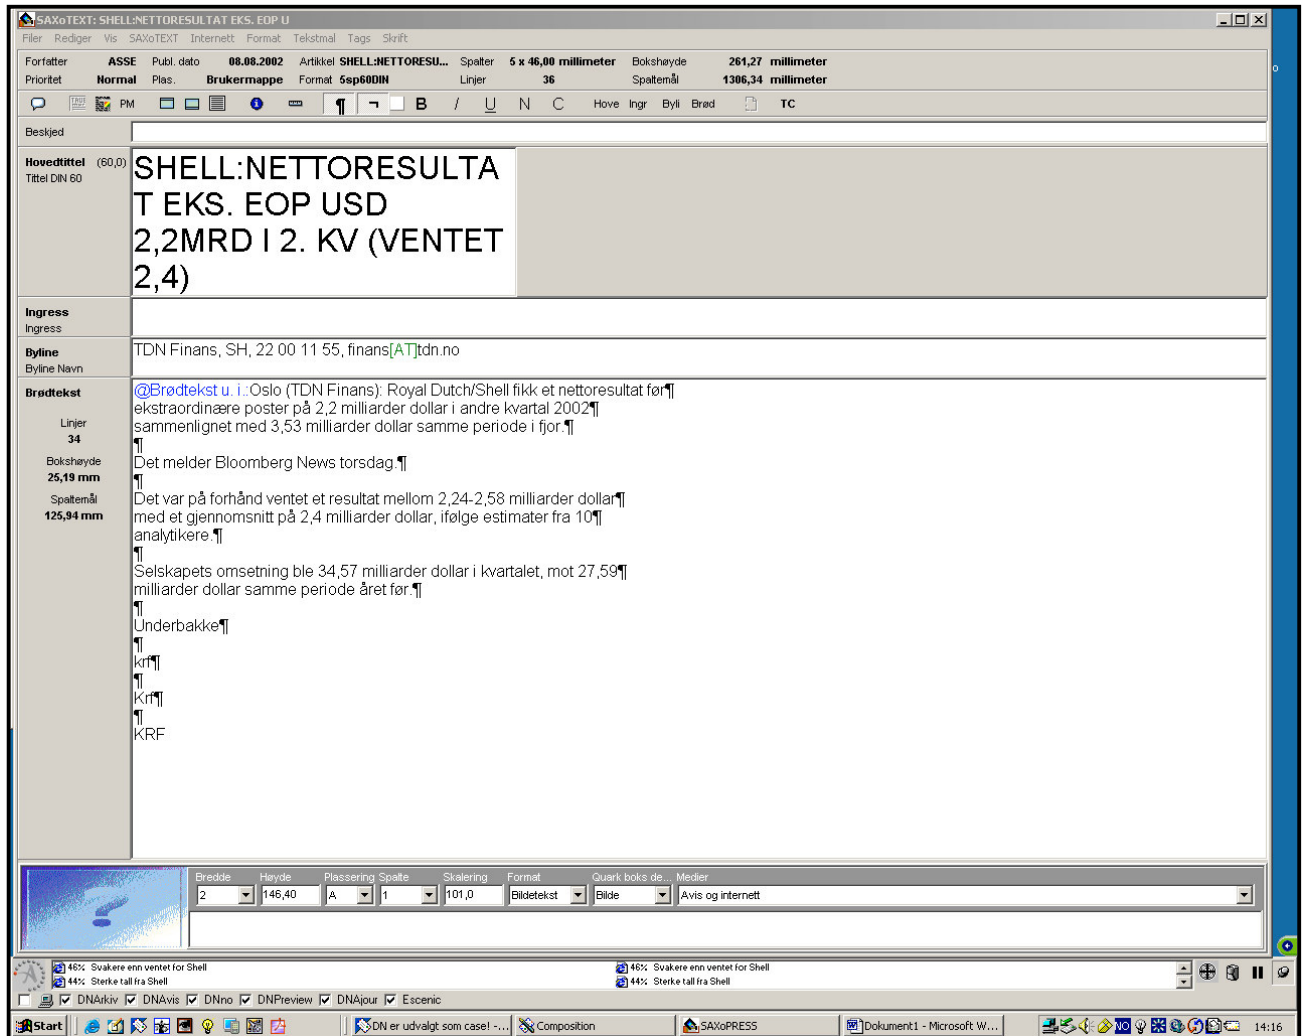 SAXoTEXT: SHELL:NETTORESULTAT EKS. EOP U
Filer Rediger Vis SAXoTEXT Internett Format Tekstmal Tags Skrift
Forfatter ASSE Publ. dato 08.08.2002 Artikkel SHELL:NETTORESU... Spalter 5 x 46,00 millimeter Bokshøyde 261,27 millimeter
Prioritet Normal Plas. Brukermappe Format 5sp60DIN Linjer 36 Spaltemål 1306,34 millimeter
PM ¶ ¬ B / U N C Hove Ingr Byli Brød TC
Beskjed
Hovedtittel (60,0)
Tittel DIN 60
SHELL:NETTORESULTA
T EKS. EOP USD
2,2MRD I 2. KV (VENTET
2,4)
Ingress
Ingress
Byline
Byline Navn
TDN Finans, SH, 22 00 11 55, finans[AT]tdn.no
Brødtekst
Linjer
34
Bokshøyde
25,19 mm
Spaltemål
125,94 mm
@Brødtekst u. i.:Oslo (TDN Finans): Royal Dutch/Shell fikk et nettoresultat før¶
ekstraordinære poster på 2,2 milliarder dollar i andre kvartal 2002¶
sammenlignet med 3,53 milliarder dollar samme periode i fjor.¶
¶
Det melder Bloomberg News torsdag.¶
¶
Det var på forhånd ventet et resultat mellom 2,24-2,58 milliarder dollar¶
med et gjennomsnitt på 2,4 milliarder dollar, ifølge estimater fra 10¶
analytikere.¶
¶
Selskapets omsetning ble 34,57 milliarder dollar i kvartalet, mot 27,59¶
milliarder dollar samme periode året før.¶
¶
Underbakke¶
¶
krf¶
¶
Krf¶
¶
KRF
Bredde Høyde Plassering Spalte Skalering Format Quark boks de... Medier
2 146,40 A 1 101,0 Bildetekst Bilde Avis og internett
46% Svakere enn ventet for Shell 46% Svakere enn ventet for Shell
44% Sterke tall fra Shell 44% Sterke tall fra Shell
DNArkiv DNAvis DNno DNPreview DNAjour Escenic
Start DN er udvalgt som case! -... Composition SAXoPRESS Dokument1 - Microsoft W... NO 14:16